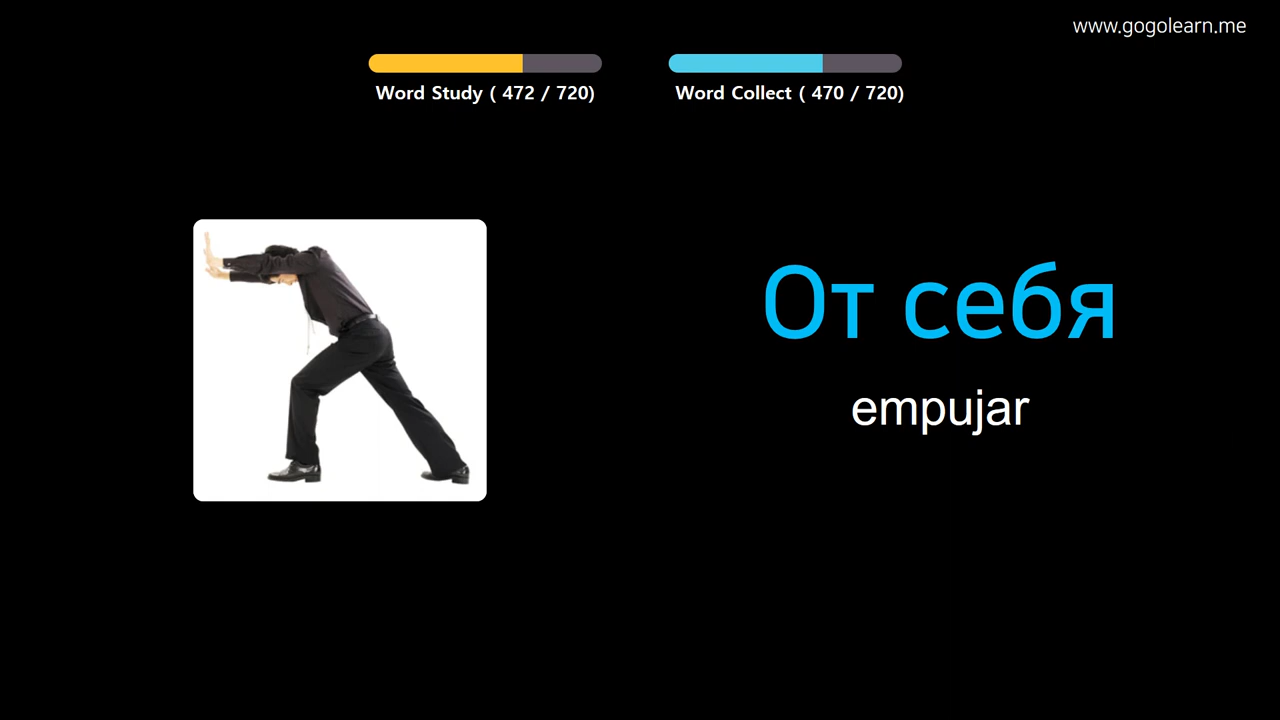 www.gogolearn.me
Word Study ( 472 / 720)
Word Collect ( 470 / 720)
От себя
empujar